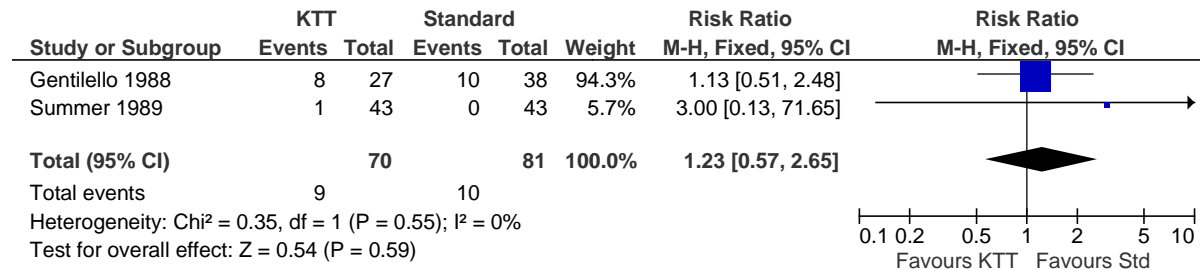 KTT Standard Risk Ratio Risk Ratio
Study or Subgroup Events Total Events Total Weight M-H, Fixed, 95% CI M-H, Fixed, 95% CI
Gentilello 1988 8 27 10 38 94.3% 1.13 [0.51, 2.48]
Summer 1989 1 43 0 43 5.7% 3.00 [0.13, 71.65]
Total (95% CI) 70 81 100.0% 1.23 [0.57, 2.65]
Total events 9 10
Heterogeneity: Chi² = 0.35, df = 1 (P = 0.55); I² = 0%
Test for overall effect: Z = 0.54 (P = 0.59)
0.1 0.2 0.5 1 2 5 10
Favours KTT Favours Std